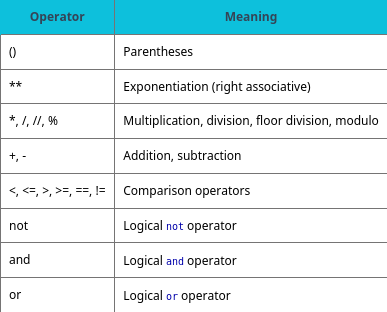 Operator Meaning
() Parentheses
** Exponentiation (right associative)
*, /, //, % Multiplication, division, floor division, modulo
+, - Addition, subtraction
<, <=, >, >=, ==, != Comparison operators
not Logical not operator
and Logical and operator
or Logical or operator